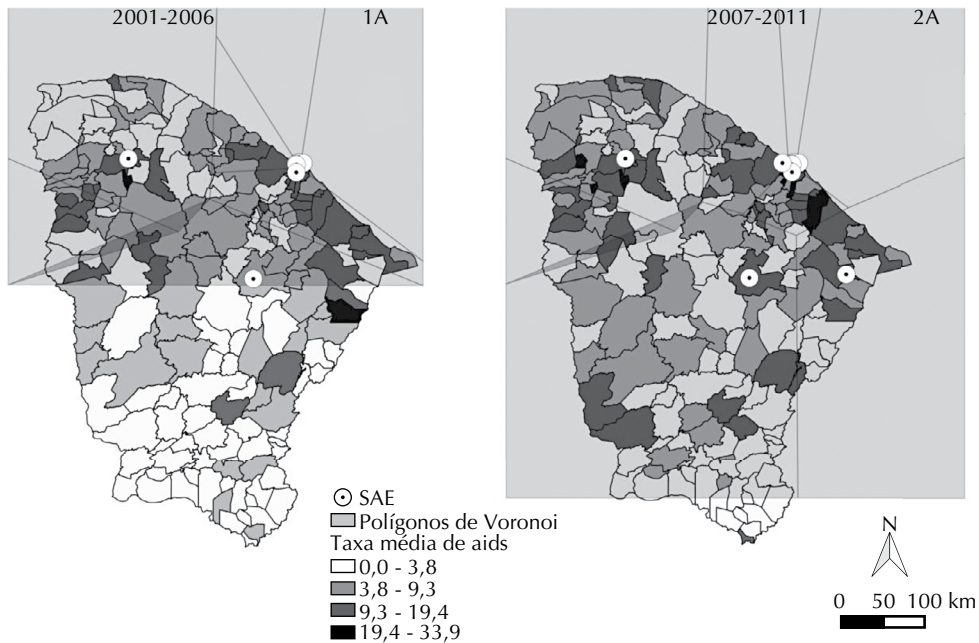 2001-2006 1A
2007-2011 2A
SAE
Polígonos de Voronoi
Taxa média de aids
0,0 - 3,8
3,8 - 9,3
9,3 - 19,4
19,4 - 33,9
N
0 50 100 km